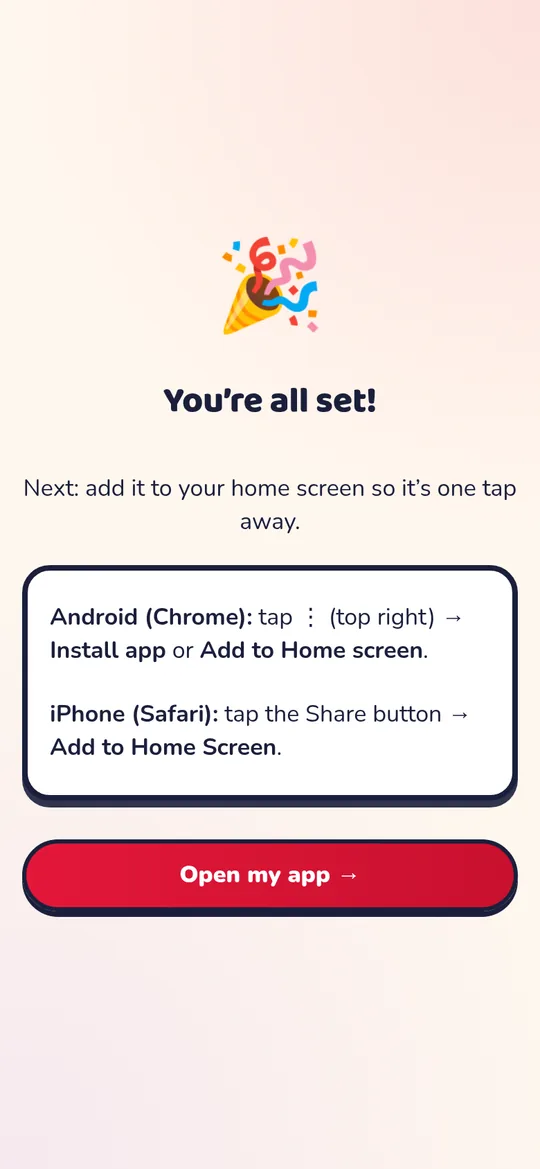 You're all set!
Next: add it to your home screen so it's one tap
away.
Android (Chrome): tap ⋮ (top right) →
Install app or Add to Home screen.
iPhone (Safari): tap the Share button →
Add to Home Screen.
Open my app →